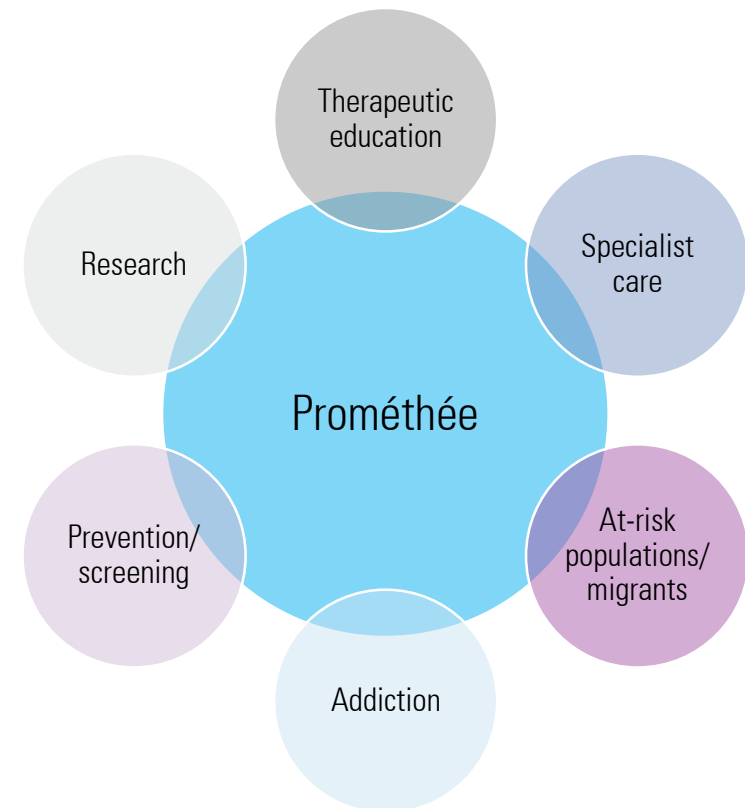 Therapeutic
education
Research
Specialist
care
Prométhée
Prevention/
screening
At-risk
populations/
migrants
Addiction